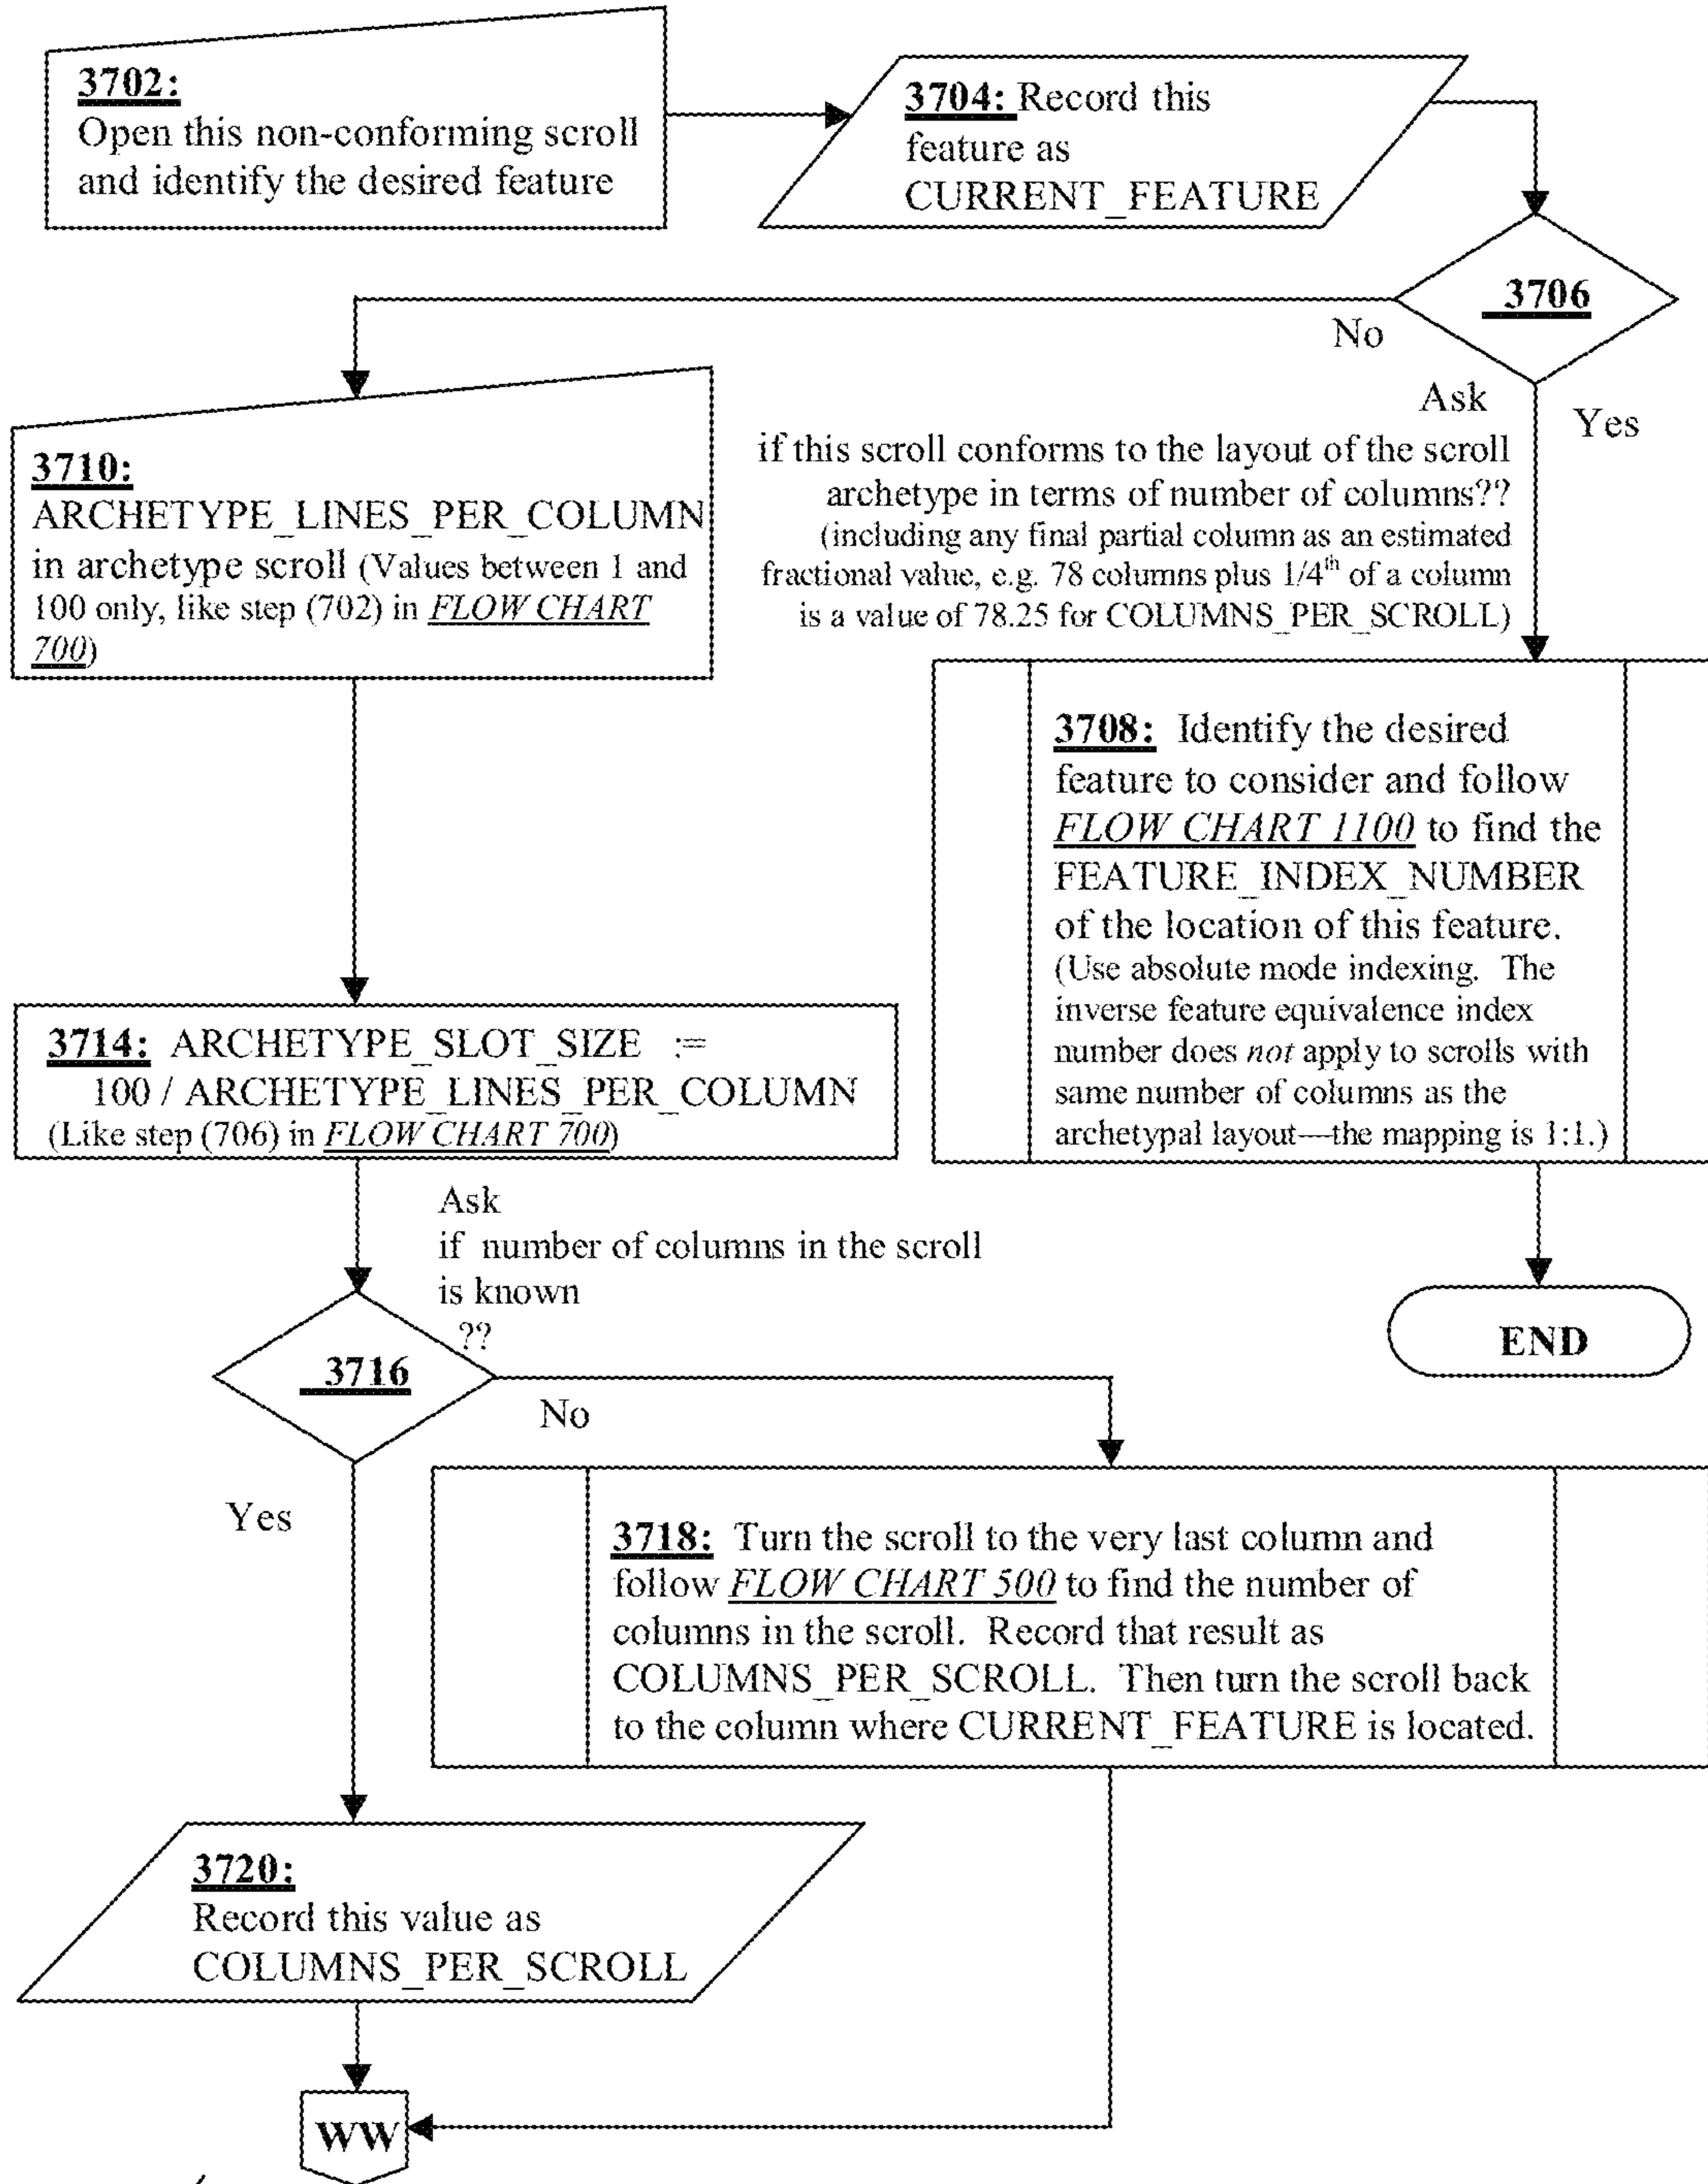 3702:
Open this non-conforming scroll
and identify the desired feature
3704: Record this
feature as
CURRENT_FEATURE
3706
No
Ask
Yes
if this scroll conforms to the layout of the scroll
archetype in terms of number of columns??
(including any final partial column as an estimated
fractional value, e.g. 78 columns plus 1/4th of a column
is a value of 78.25 for COLUMNS_PER_SCROLL)
3710:
ARCHETYPE_LINES_PER_COLUMN
in archetype scroll (Values between 1 and
100 only, like step (702) in FLOW CHART
700)
3708: Identify the desired
feature to consider and follow
FLOW CHART 1100 to find the
FEATURE_INDEX_NUMBER
of the location of this feature.
(Use absolute mode indexing. The
inverse feature equivalence index
number does not apply to scrolls with
same number of columns as the
archetypal layout—the mapping is 1:1.)
3714: ARCHETYPE_SLOT_SIZE :=
100 / ARCHETYPE_LINES_PER_COLUMN
(Like step (706) in FLOW CHART 700)
Ask
if number of columns in the scroll
is known
??
END
3716
No
Yes
3718: Turn the scroll to the very last column and
follow FLOW CHART 500 to find the number of
columns in the scroll. Record that result as
COLUMNS_PER_SCROLL. Then turn the scroll back
to the column where CURRENT_FEATURE is located.
3720:
Record this value as
COLUMNS_PER_SCROLL
WW